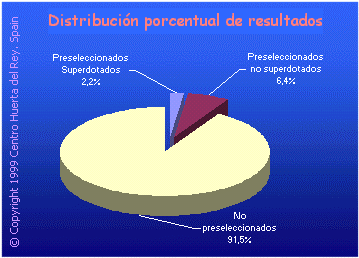 Distribución porcentual de resultados
Preseleccionados
Superdotados
2,2%
Preseleccionados
no superdotados
6,4%
No
preseleccionados
91,5%
© Copyright 1999 Centro Huerta del Rey. Spain